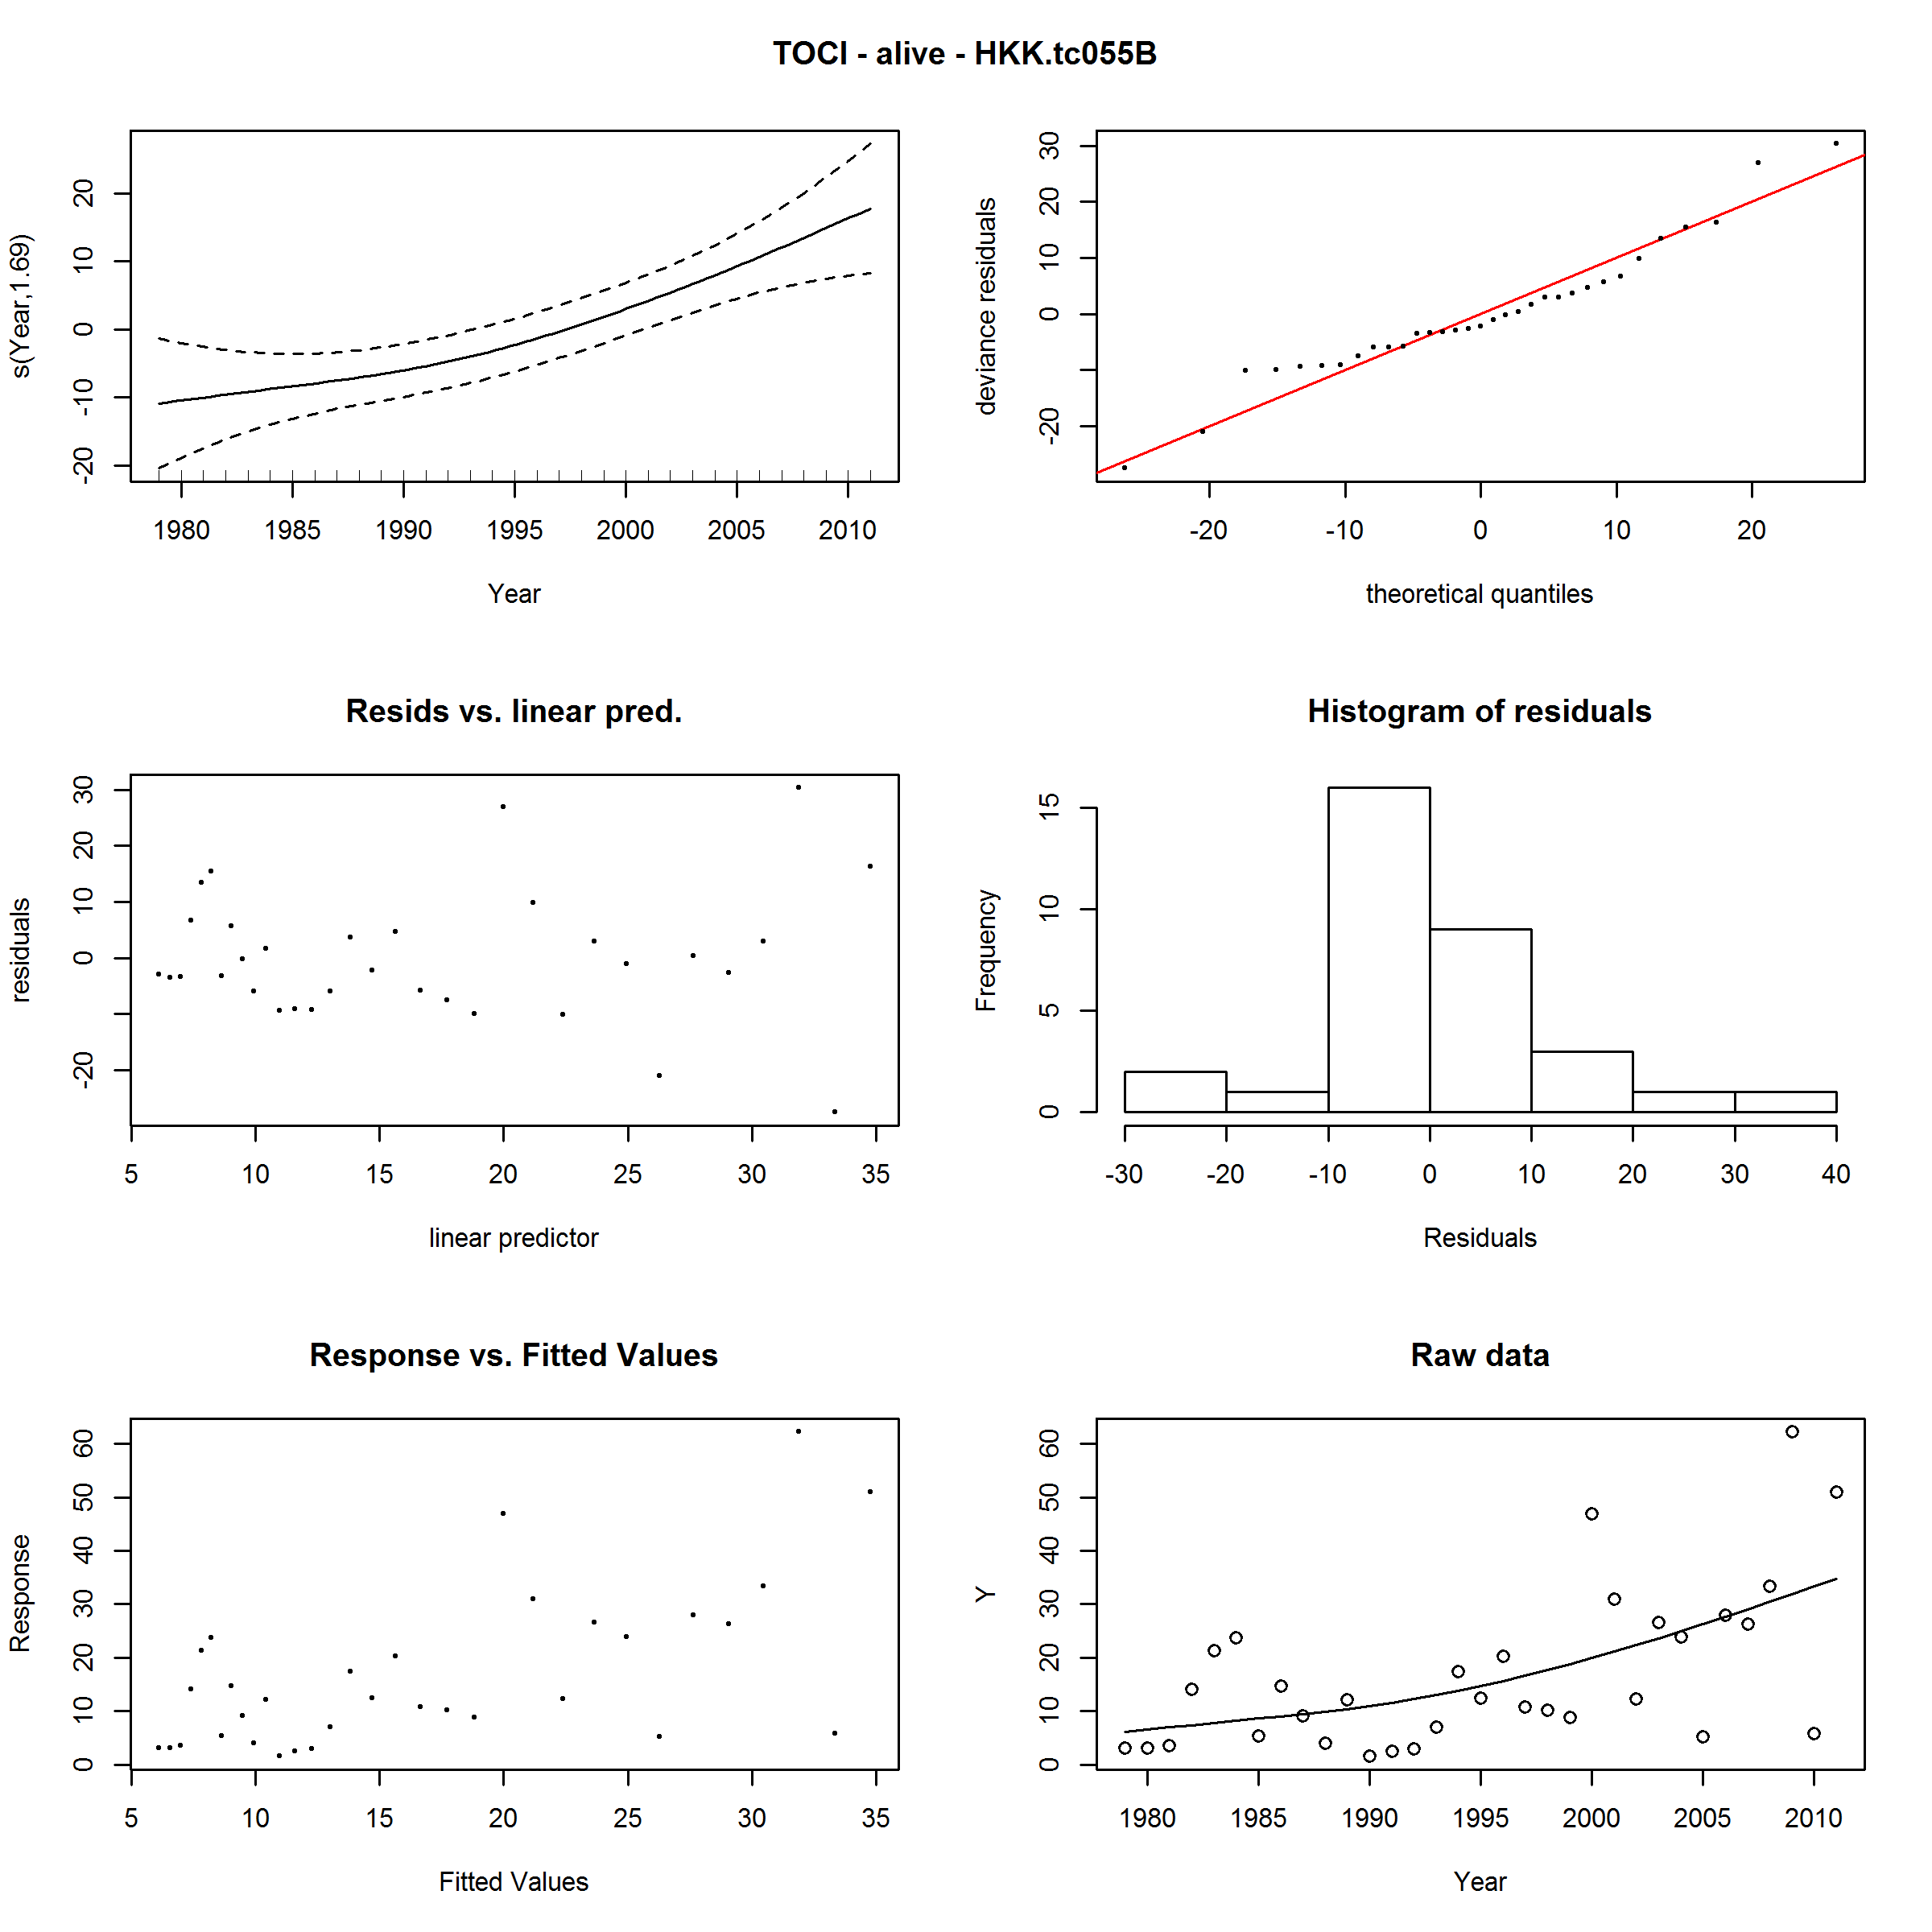 TOCI - alive - HKK.tc055B
s(Year,1.69)
20
10
0
-10
-20
1980 1985 1990 1995 2000 2005 2010
Year
deviance residuals
30
20
10
0
-20
-20 -10 0 10 20
theoretical quantiles
Resids vs. linear pred.
residuals
30
20
10
0
-20
5 10 15 20 25 30 35
linear predictor
Histogram of residuals
Frequency
15
10
5
0
-30 -20 -10 0 10 20 30 40
Residuals
Response vs. Fitted Values
Response
60
50
40
30
20
10
0
5 10 15 20 25 30 35
Fitted Values
Raw data
Y
60
50
40
30
20
10
0
1980 1985 1990 1995 2000 2005 2010
Year